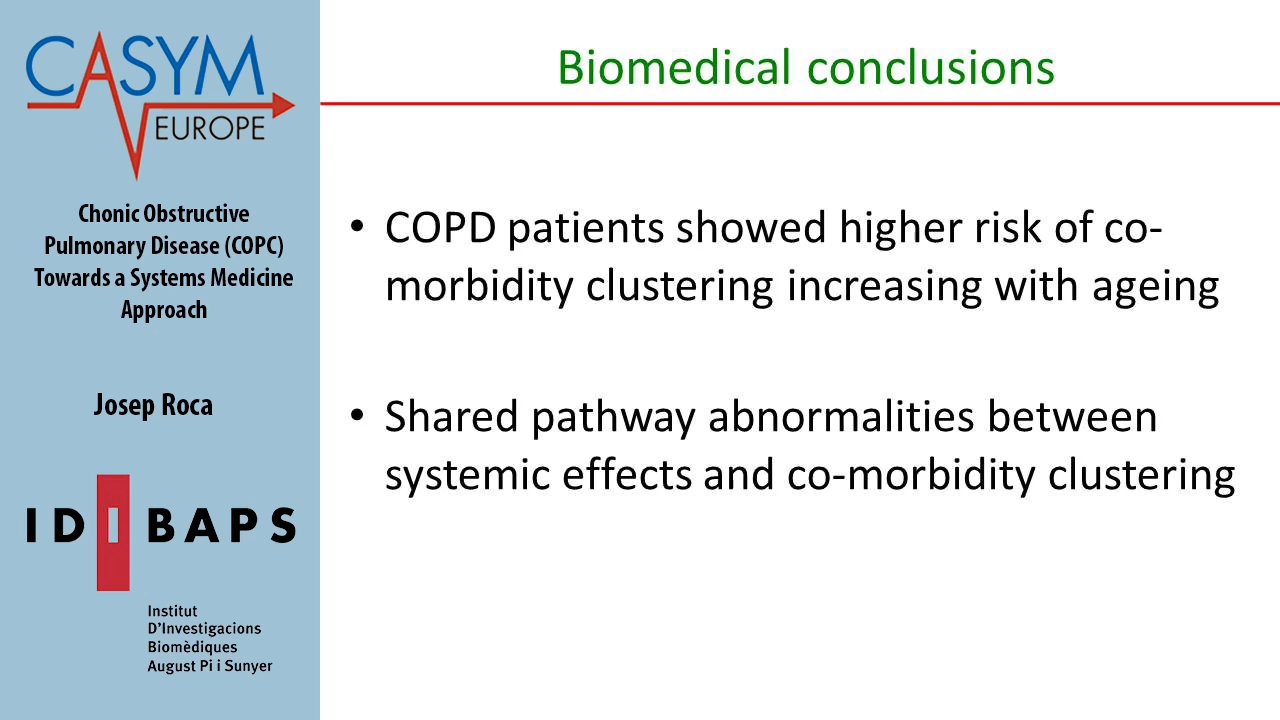 CASYM
EUROPE
Chonic Obstructive
Pulmonary Disease (COPC)
Towards a Systems Medicine
Approach
Josep Roca
IDIBAPS
Institut
D'Investigacions
Biomèdiques
August Pi i Sunyer
Biomedical conclusions
• COPD patients showed higher risk of co-
morbidity clustering increasing with ageing
• Shared pathway abnormalities between
systemic effects and co-morbidity clustering